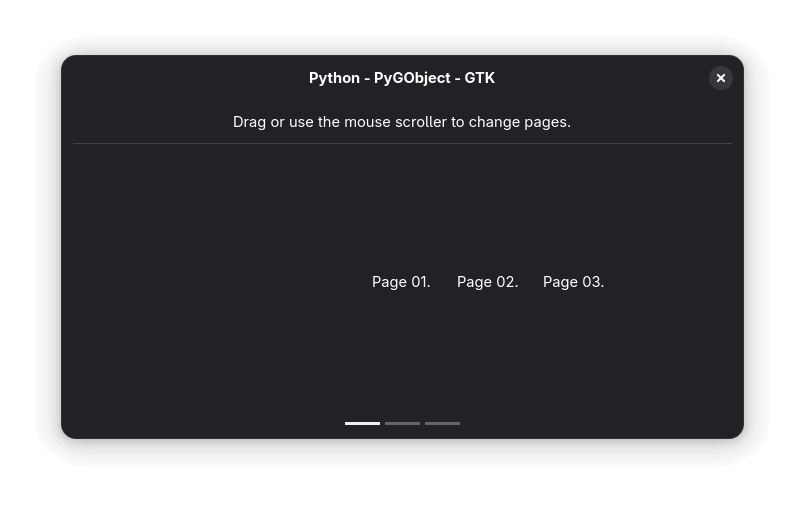 Python - PyGObject - GTK
Drag or use the mouse scroller to change pages.
Page 01. Page 02. Page 03.